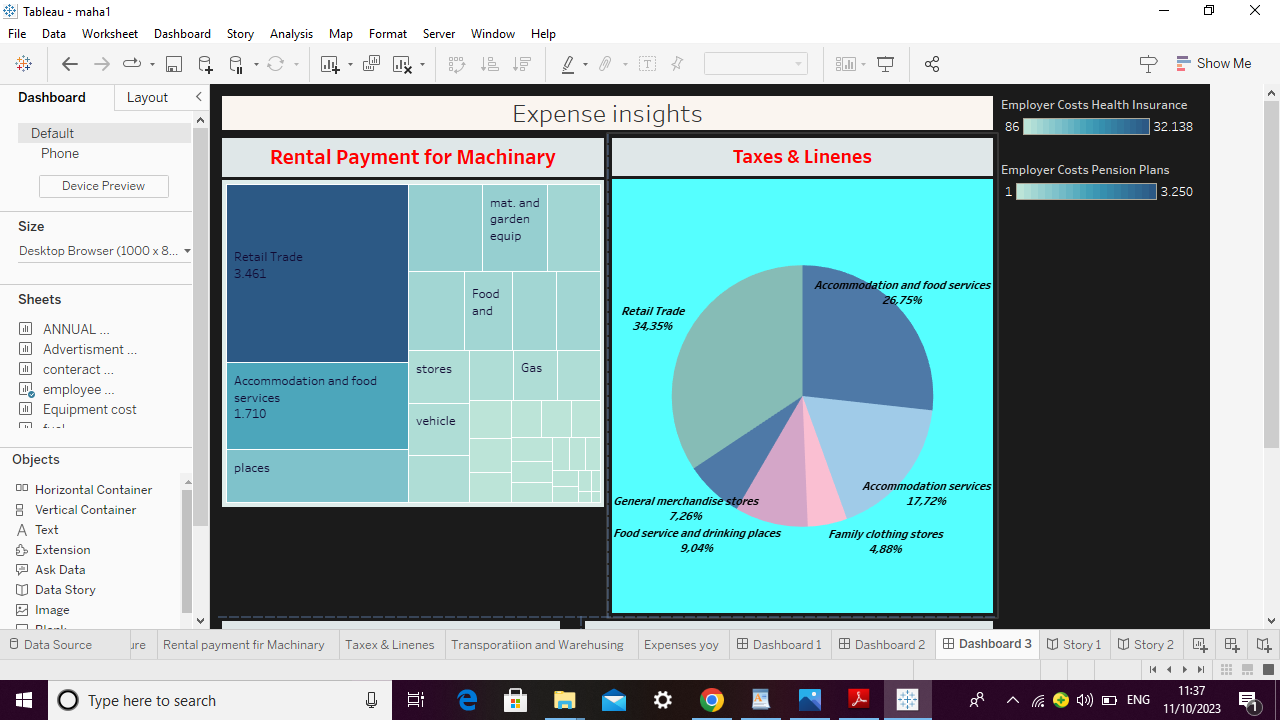 Tableau - maha1
File Data Worksheet Dashboard Story Analysis Map Format Server Window Help
Show Me
Dashboard Layout
Default
Phone
Device Preview
Size
Desktop Browser (1000 x 8...
Sheets
ANNUAL ...
Advertisment ...
conteract ...
employee ...
Equipment cost
Objects
Horizontal Container
Vertical Container
Text
Extension
Ask Data
Data Story
Image
Expense insights
Rental Payment for Machinary
Retail Trade
3.461
Accommodation and food
services
1.710
places
mat. and
garden
equip
Food
and
stores
Gas
vehicle
Taxes & Linenes
Accommodation and food services
26,75%
Retail Trade
34,35%
Accommodation services
17,72%
General merchandise stores
7,26%
Food service and drinking places
9,04%
Family clothing stores
4,88%
Employer Costs Health Insurance
86 32.138
Employer Costs Pension Plans
1 3.250
Data Source ure Rental payment fir Machinary Taxex & Linenes Transporatiion and Warehusing Expenses yoy Dashboard 1 Dashboard 2 Dashboard 3 Story 1 Story 2
Type here to search
ENG
11:37
11/10/2023
1